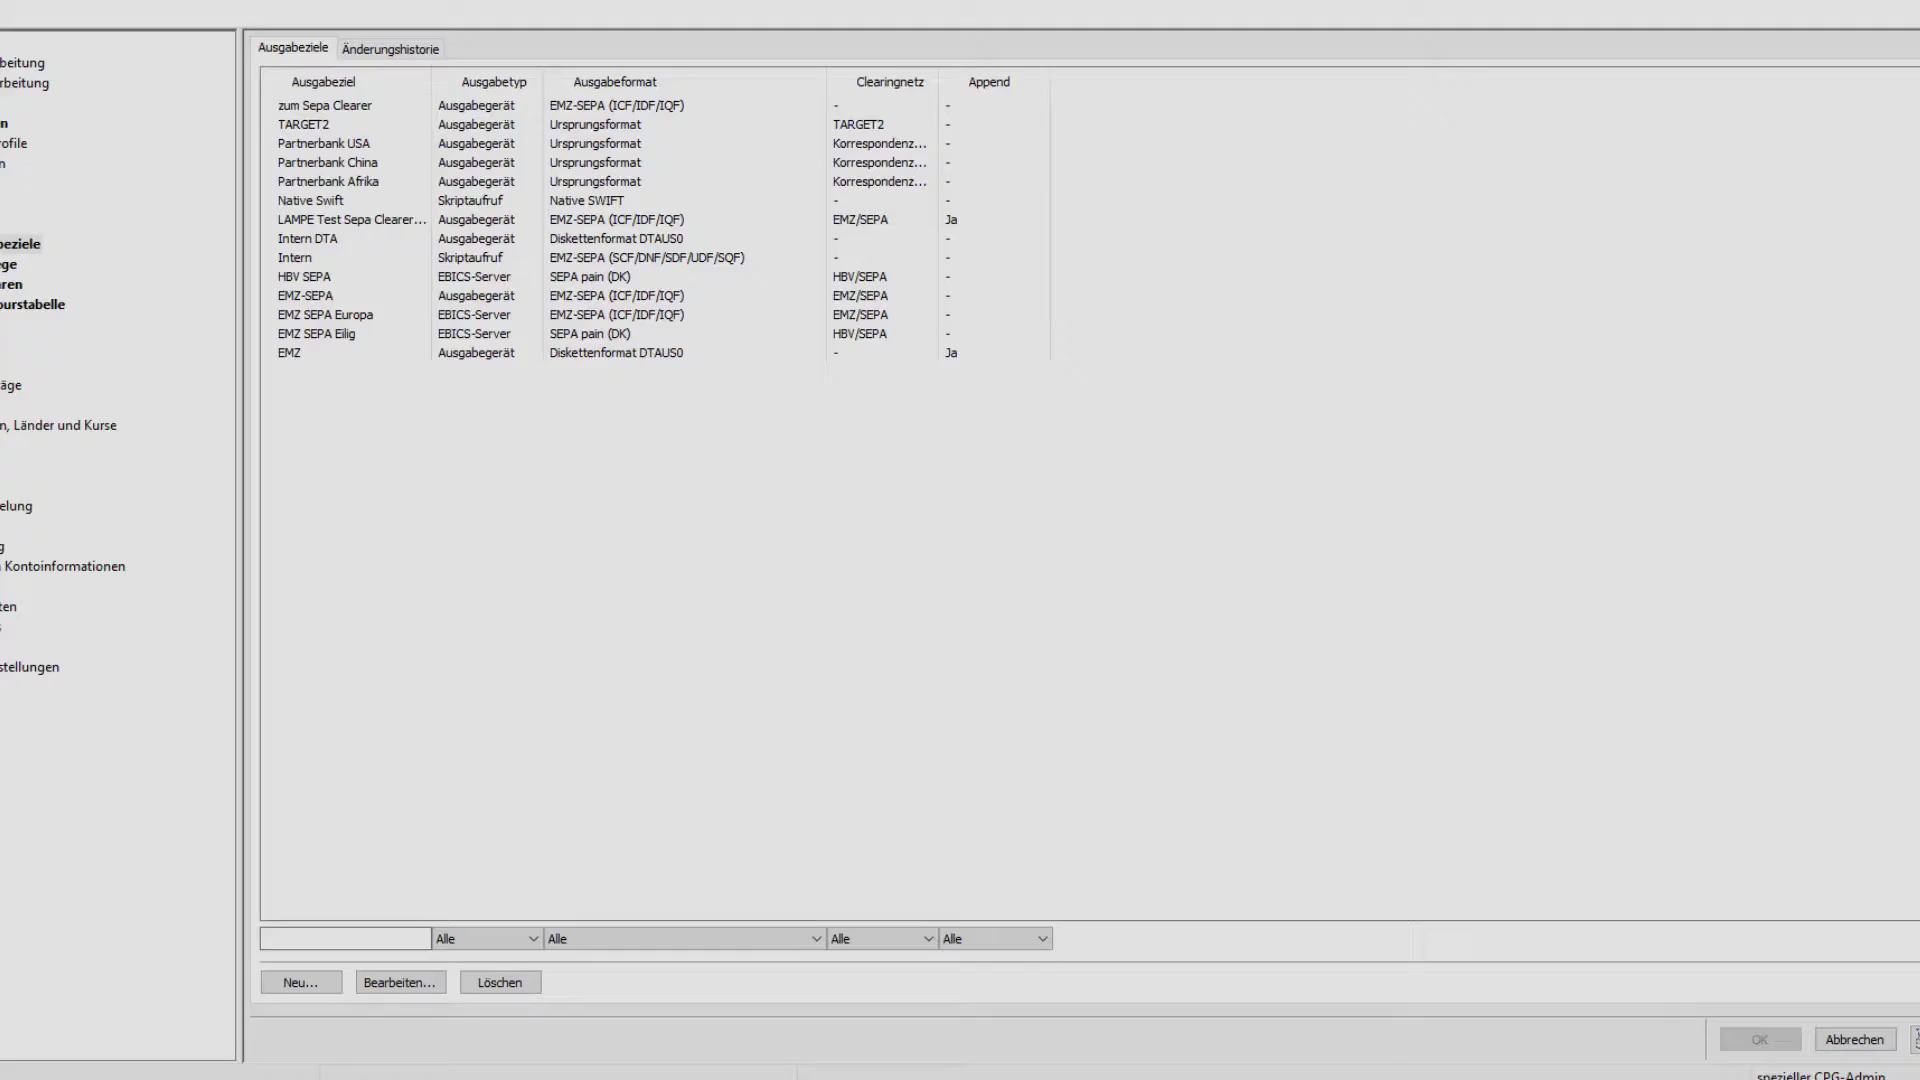 beitung
rbeitung
n
ofile
n
beziele
ege
ren
ourstabelle
räge
n, Länder und Kurse
elung
g
n Kontoinformationen
ten
s
stellungen
Ausgabeziele Änderungshistorie
Ausgabeziel Ausgabetyp Ausgabeformat Clearingnetz Append
zum Sepa Clearer Ausgabegerät EMZ-SEPA (ICF/IDF/IQF) - -
TARGET2 Ausgabegerät Ursprungsformat TARGET2 -
Partnerbank USA Ausgabegerät Ursprungsformat Korrespondenz... -
Partnerbank China Ausgabegerät Ursprungsformat Korrespondenz... -
Partnerbank Afrika Ausgabegerät Ursprungsformat Korrespondenz... -
Native Swift Skriptaufruf Native SWIFT - -
LAMPE Test Sepa Clearer... Ausgabegerät EMZ-SEPA (ICF/IDF/IQF) EMZ/SEPA Ja
Intern DTA Ausgabegerät Diskettenformat DTAUS0 - -
Intern Skriptaufruf EMZ-SEPA (SCF/DNF/SDF/UDF/SQF) - -
HBV SEPA EBICS-Server SEPA pain (DK) HBV/SEPA -
EMZ-SEPA Ausgabegerät EMZ-SEPA (ICF/IDF/IQF) EMZ/SEPA -
EMZ SEPA Europa EBICS-Server EMZ-SEPA (ICF/IDF/IQF) EMZ/SEPA -
EMZ SEPA Eilig EBICS-Server SEPA pain (DK) HBV/SEPA -
EMZ Ausgabegerät Diskettenformat DTAUS0 - Ja
Alle Alle Alle Alle
Neu... Bearbeiten... Löschen
OK Abbrechen
spezieller CPG-Admin